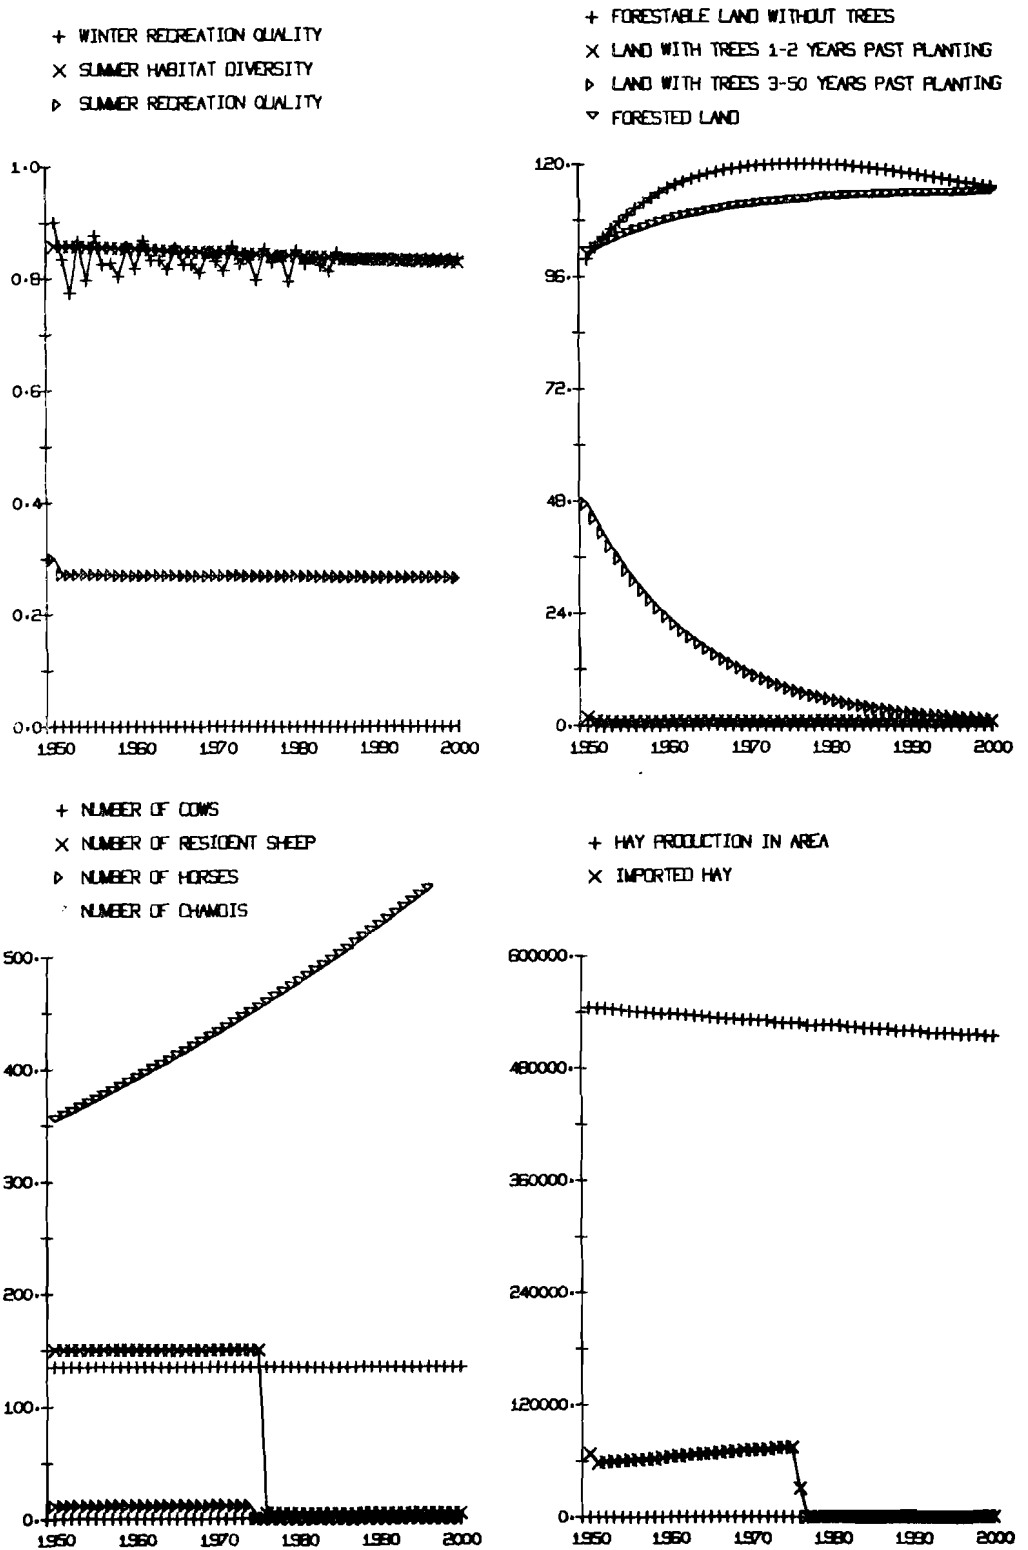 + WINTER RECREATION QUALITY
× SUMMER HABITAT DIVERSITY
▷ SUMMER RECREATION QUALITY
1.0
0.8
0.6
0.4
0.2
0.0
1950 1960 1970 1980 1990 2000
+ FORESTABLE LAND WITHOUT TREES
× LAND WITH TREES 1-2 YEARS PAST PLANTING
▷ LAND WITH TREES 3-50 YEARS PAST PLANTING
▽ FORESTED LAND
120.
96.
72.
48.
24.
0.
1950 1960 1970 1980 1990 2000
+ NUMBER OF COWS
× NUMBER OF RESIDENT SHEEP
▷ NUMBER OF HORSES
NUMBER OF CHAMOIS
500.
400.
300.
200.
100.
0.
1950 1960 1970 1980 1990 2000
+ HAY PRODUCTION IN AREA
× IMPORTED HAY
600000.
480000.
360000.
240000.
120000.
0.
1950 1960 1970 1980 1990 2000